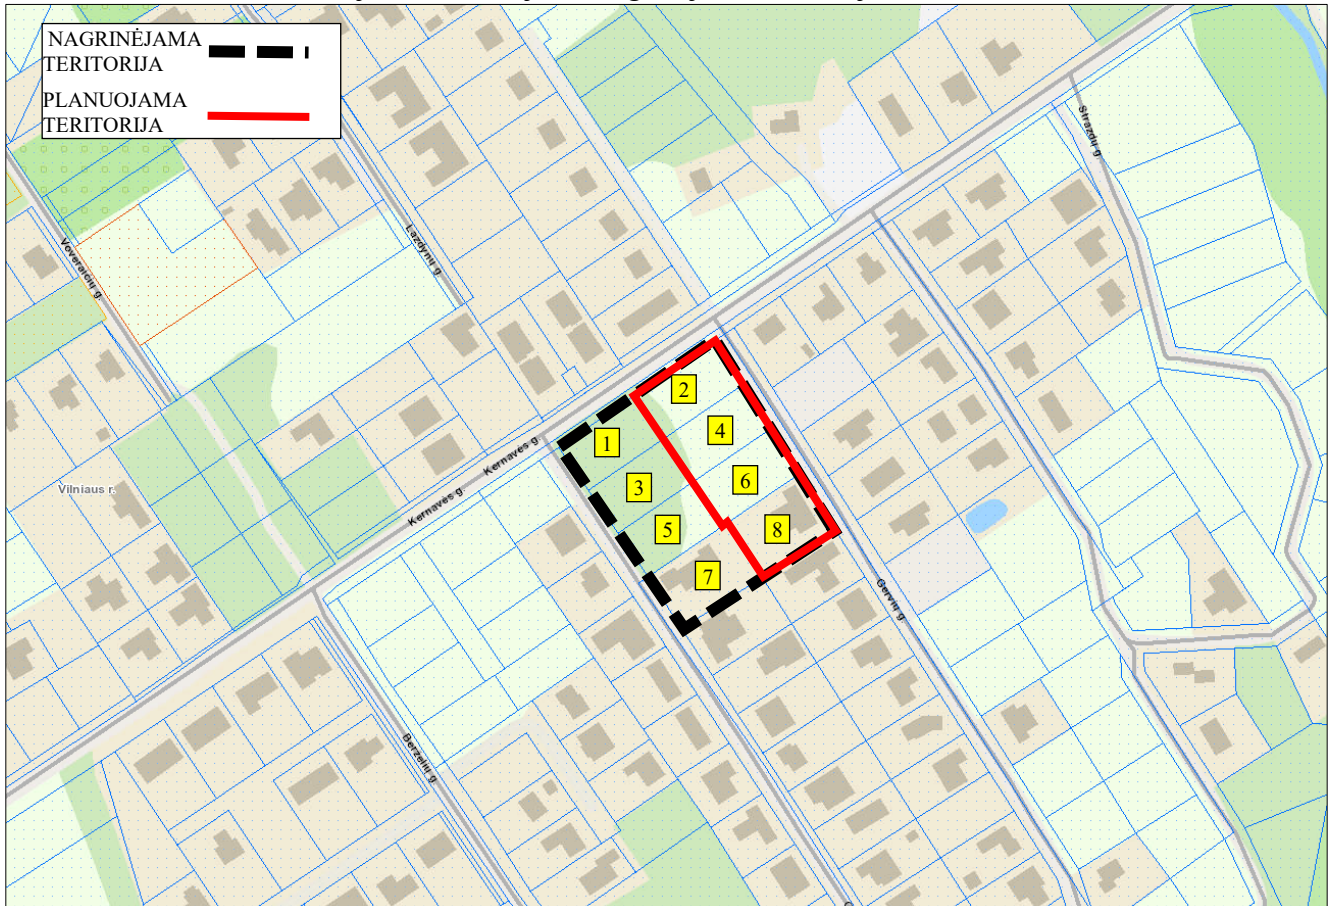 NAGRINĖJAMA
TERITORIJA
PLANUOJAMA
TERITORIJA
Strazdų g.
Lazdynų g.
Voveraičių g.
2
4
1
Kernavės g.
Kernavės g.
6
3
Vilniaus r.
5
8
7
Gervių g.
Berželių g.